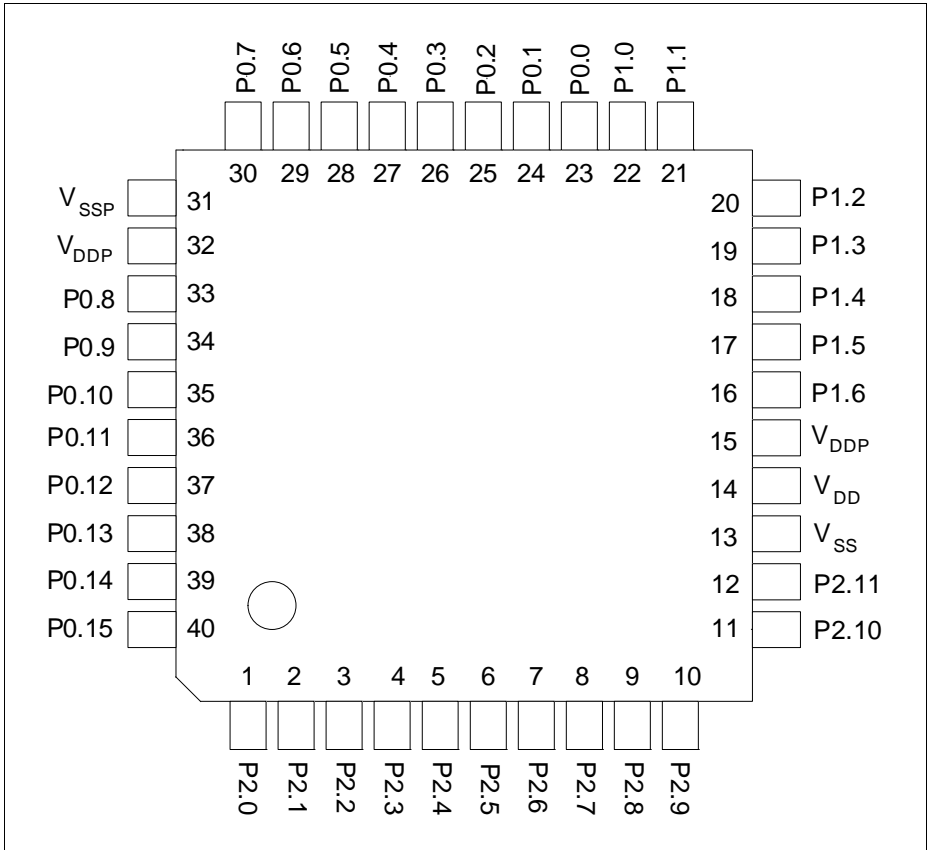 P0.7 P0.6 P0.5 P0.4 P0.3 P0.2 P0.1 P0.0 P1.0 P1.1
30 29 28 27 26 25 24 23 22 21
VSSP 31 20 P1.2
VDDP 32 19 P1.3
P0.8 33 18 P1.4
P0.9 34 17 P1.5
P0.10 35 16 P1.6
P0.11 36 15 VDDP
P0.12 37 14 VDD
P0.13 38 13 VSS
P0.14 39 12 P2.11
P0.15 40 11 P2.10
1 2 3 4 5 6 7 8 9 10
P2.0 P2.1 P2.2 P2.3 P2.4 P2.5 P2.6 P2.7 P2.8 P2.9